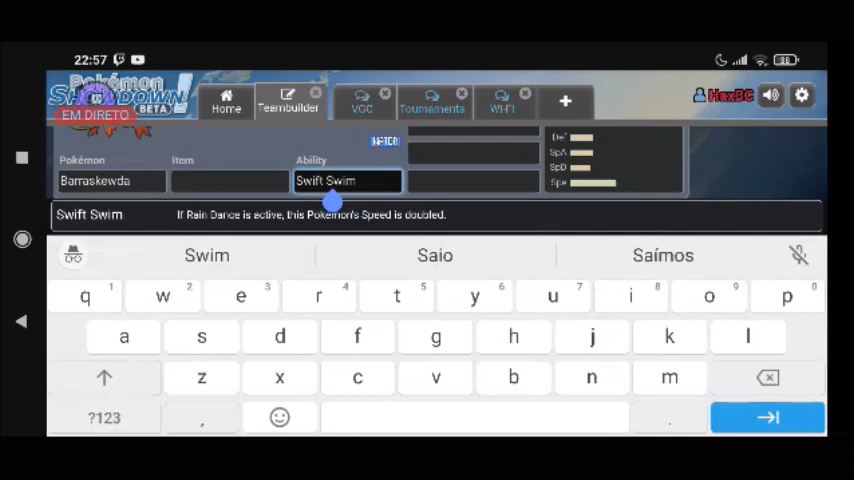 22:57
38
Pokémon
SHOWDOWN!
BETA
EM DIRETO
Home
Teambuilder
VGC
Tournaments
WI-FI
+
HaxBC
WATER
Def
SpA
SpD
Spe
Pokémon Item Ability
Barraskewda Swift Swim
Swift Swim If Rain Dance is active, this Pokémon's Speed is doubled.
Swim Saio Saímos
q 1 w 2 e 3 r 4 t 5 y 6 u 7 i 8 o 9 p 0
a s d f g h j k l
z x c v b n m
?123 , .